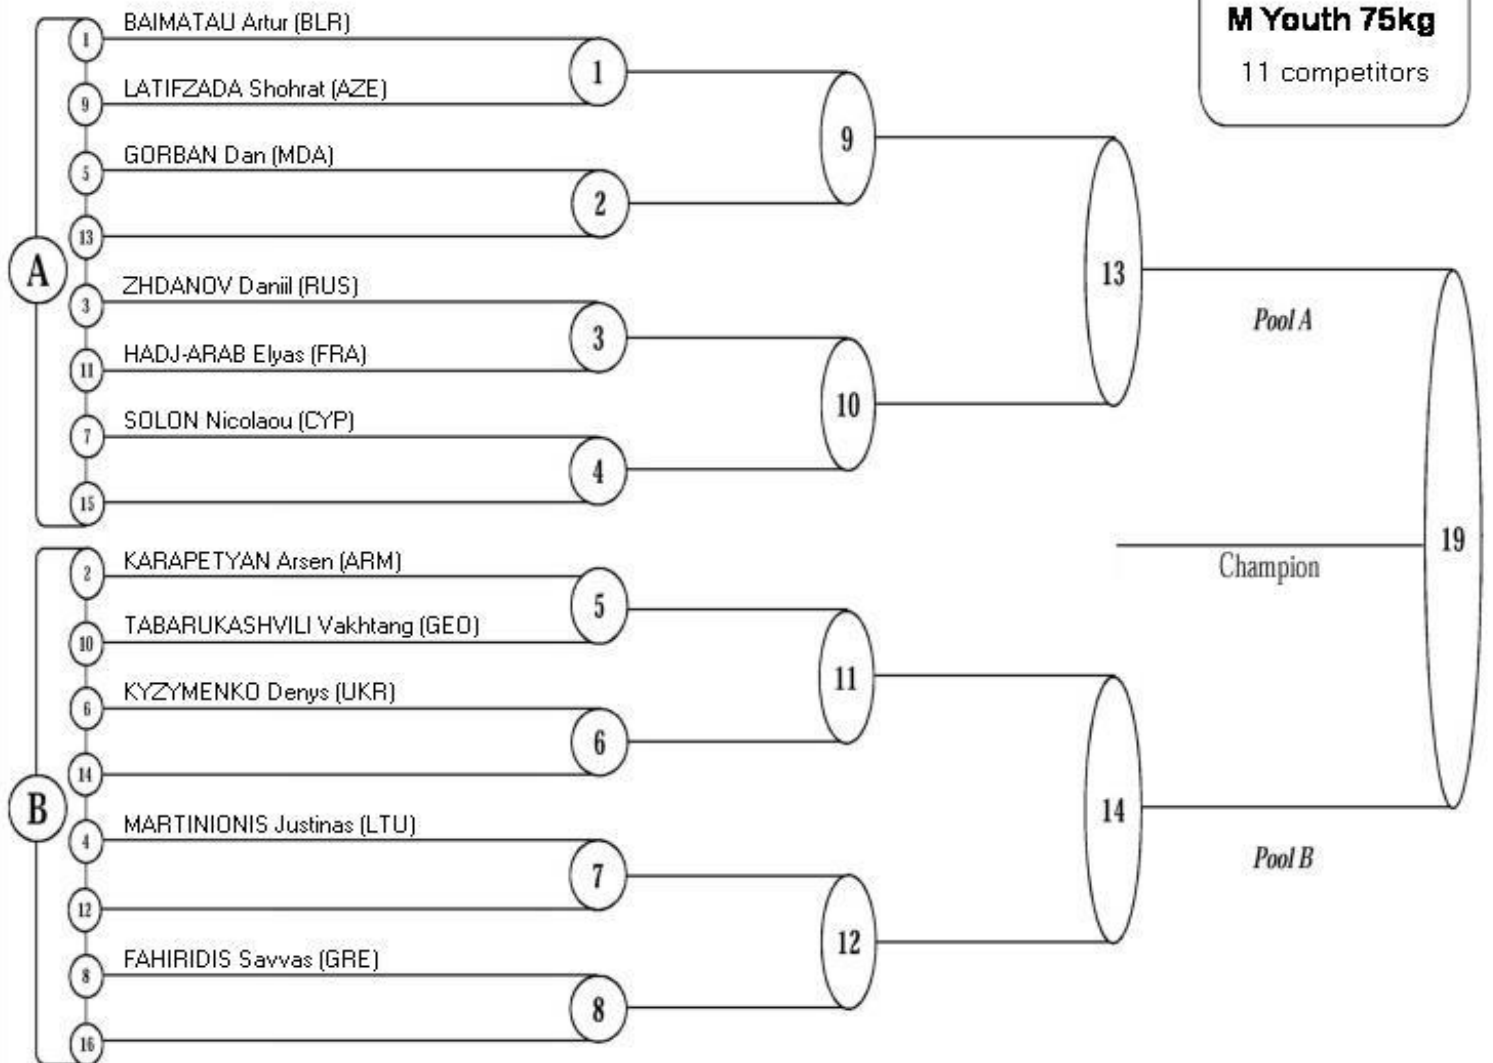 M Youth 75kg
11 competitors
A
1
BAIMATAU Artur (BLR)
9
LATIFZADA Shohrat (AZE)
5
GORBAN Dan (MDA)
13
3
ZHDANOV Daniil (RUS)
11
HADJ-ARAB Elyas (FRA)
7
SOLON Nicolaou (CYP)
15
B
2
KARAPETYAN Arsen (ARM)
10
TABARUKASHVILI Vakhtang (GEO)
6
KYZYMENKO Denys (UKR)
14
4
MARTINIONIS Justinas (LTU)
12
8
FAHIRIDIS Savvas (GRE)
16
1
2
3
4
5
6
7
8
9
10
11
12
13
14
Pool A
Pool B
19
Champion